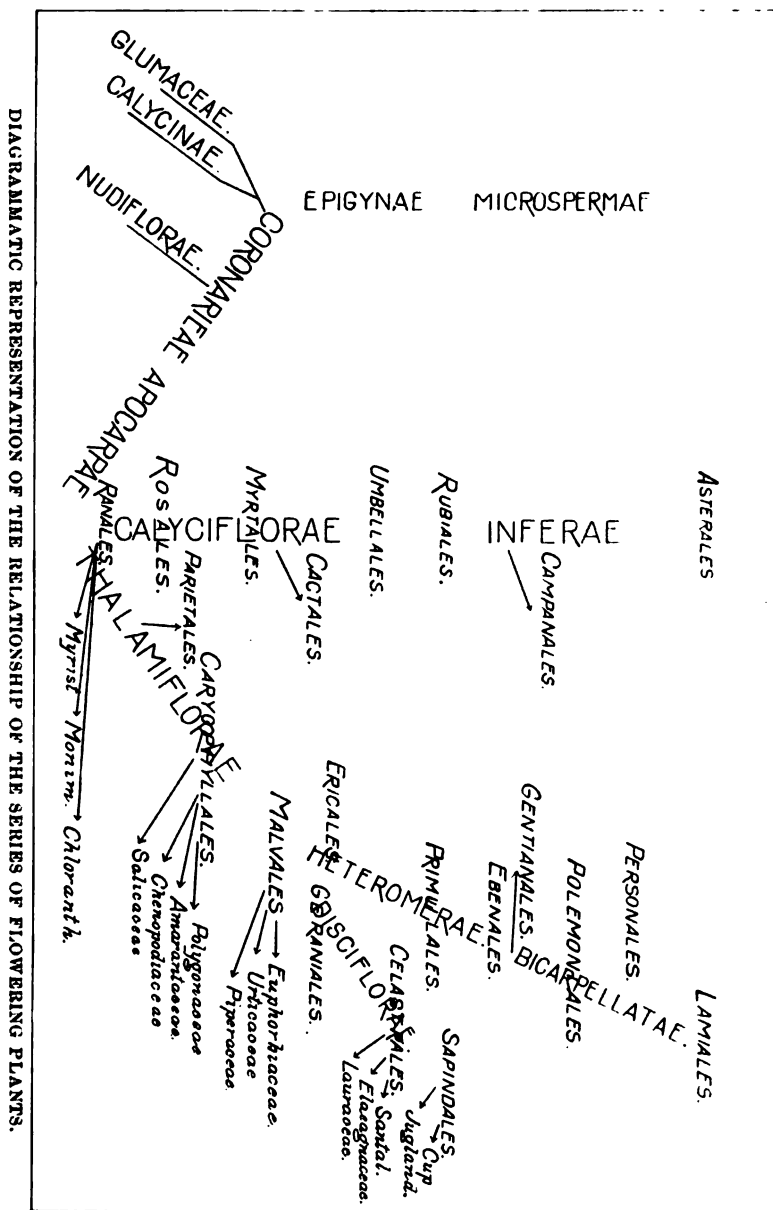 DIAGRAMMATIC REPRESENTATION OF THE RELATIONSHIP OF THE SERIES OF FLOWERING PLANTS.
GLUMACEAE.
CALYCINAE.
NUDIFLORAE.
CORONARIEAE
APOCARPAE
EPIGYNAE
MICROSPERMAE
RANALES.
ROSALES.
MYRTALES.
UMBELLALES.
RUBIALES.
ASTERALES
CALYCIFLORAE
INFERAE
PARIETALES.
CACTALES.
CAMPANALES.
THALAMIFLORAE
CARYOPHYLLALES.
Myrist
Monim.
Chloranth.
Salicaceae
Chenopodiaceae
Amarantaceae.
Polygonaceae
MALVALES
ERICALES.
HETEROMERAE.
PRIMULALES.
EBENALES.
GENTIANALES.
POLEMONIALES.
PERSONALES.
BICARPELLATAE.
LAMIALES.
GERANIALES.
DISCIFLORAE
CELASTRALES.
SAPINDALES.
Euphorbiaceae.
Urticaceae
Piperaceae.
Lauraceae.
Elaeagnaceae.
Santal.
Jugland.
Cup